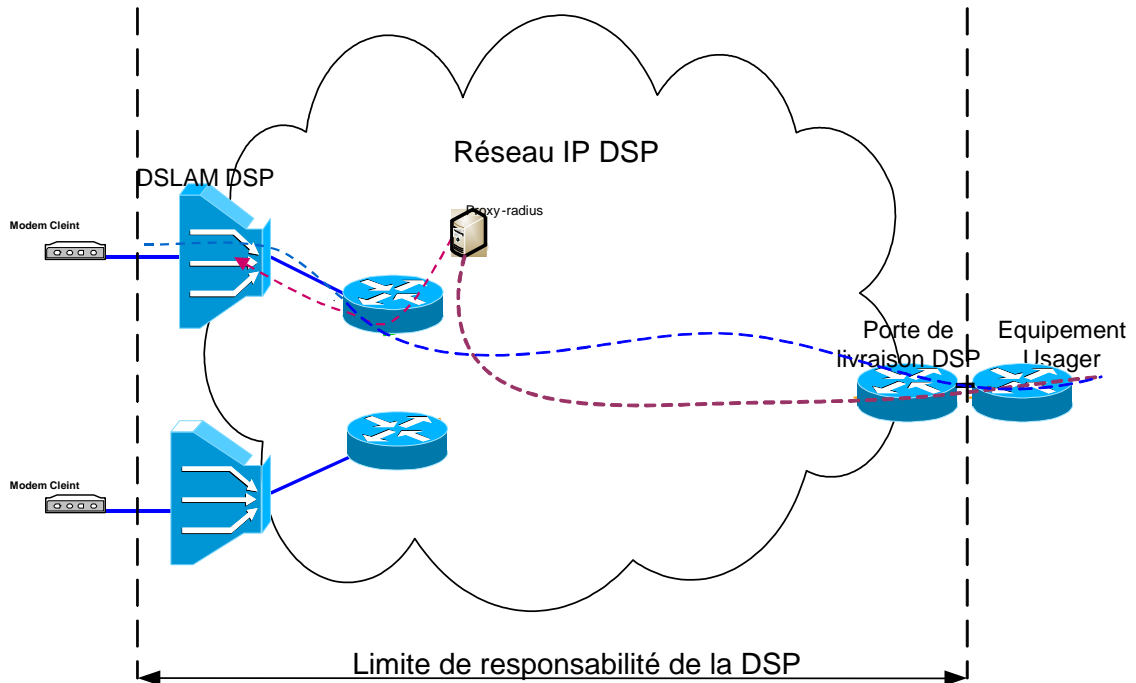 Réseau IP DSP
DSLAM DSP
Proxy-radius
Modem Cleint
Porte de
livraison DSP
Equipement
Usager
Modem Cleint
Limite de responsabilité de la DSP